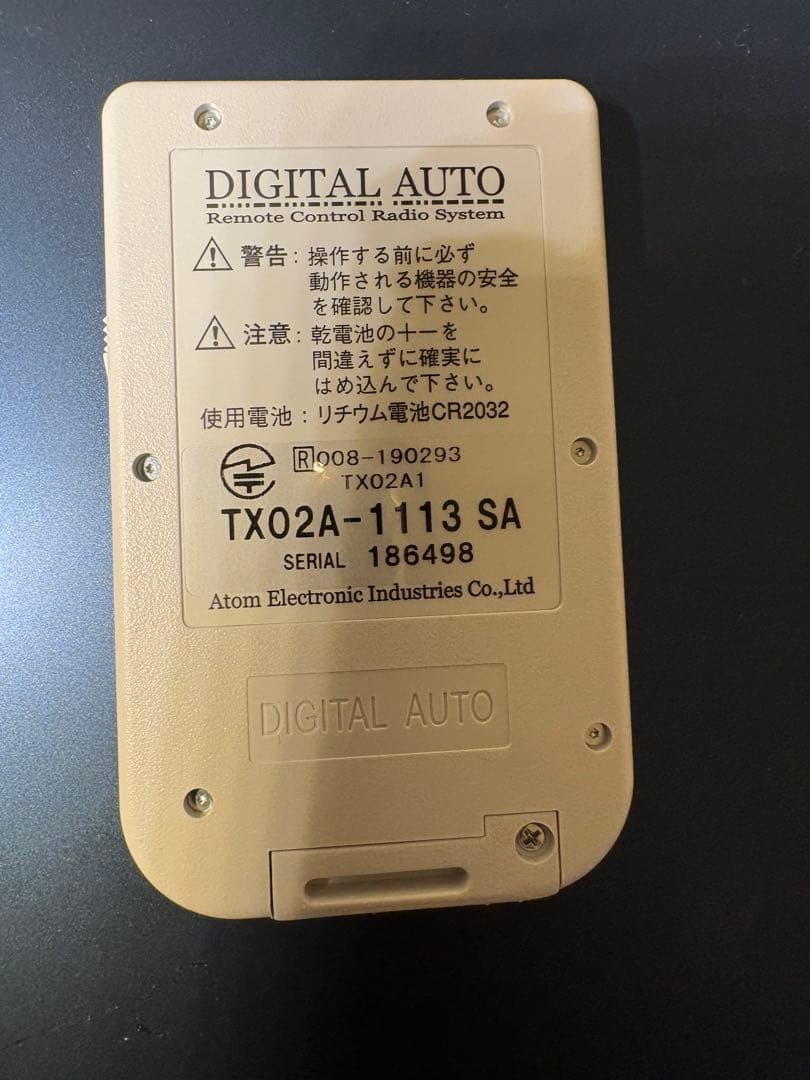 DIGITAL AUTO
Remote Control Radio System
警告：操作する前に必ず
動作される機器の安全
を確認して下さい。
注意：乾電池の＋－を
間違えずに確実に
はめ込んで下さい。
使用電池：リチウム電池CR2032
R 008-190293
TX02A1
TX02A-1113 SA
SERIAL 186498
Atom Electronic Industries Co.,Ltd
DIGITAL AUTO